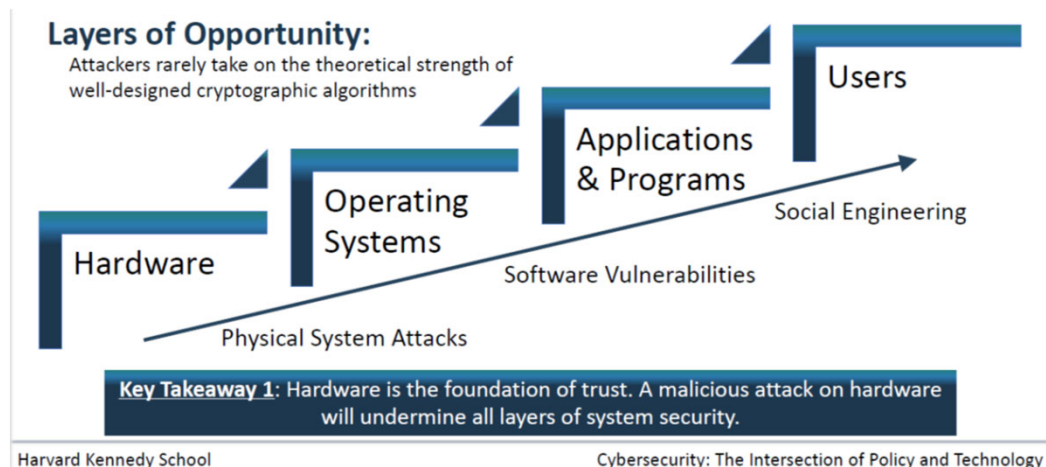 Layers of Opportunity:
Attackers rarely take on the theoretical strength of
well-designed cryptographic algorithms
Hardware
Operating
Systems
Applications
& Programs
Users
Physical System Attacks
Software Vulnerabilities
Social Engineering
Key Takeaway 1: Hardware is the foundation of trust. A malicious attack on hardware
will undermine all layers of system security.
Harvard Kennedy School
Cybersecurity: The Intersection of Policy and Technology